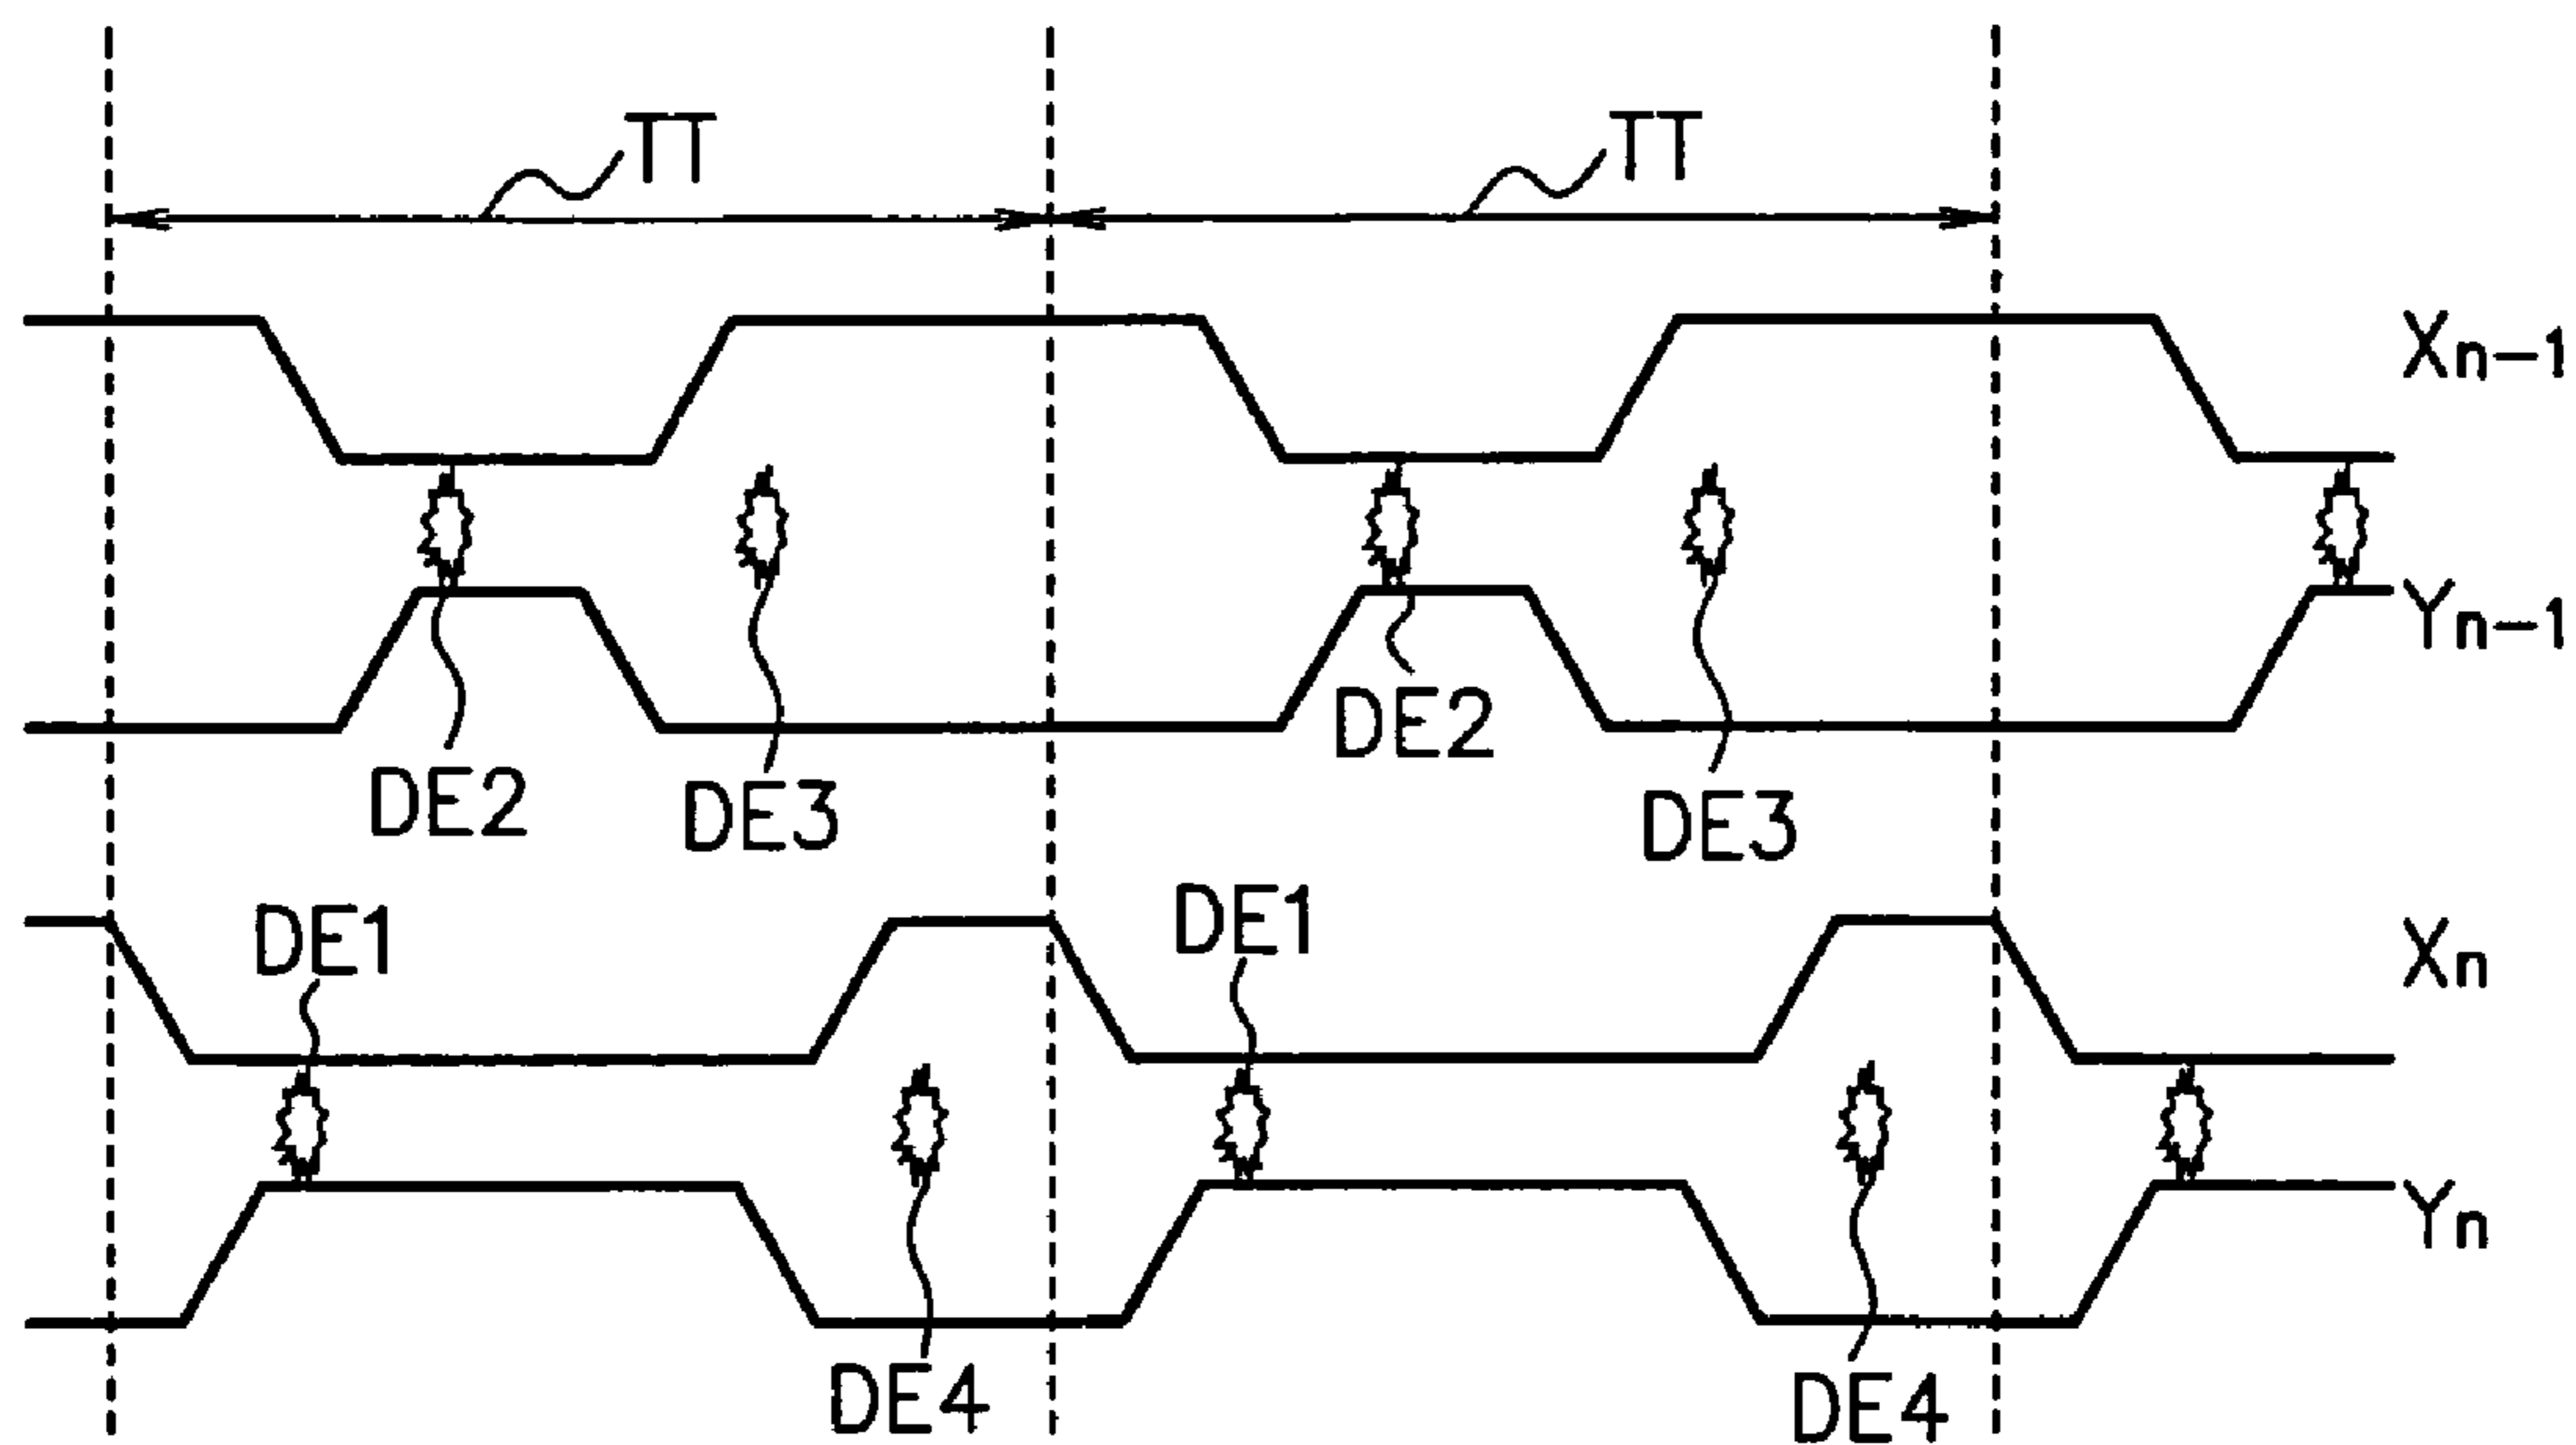 TT TT
Xn-1
Yn-1
DE2
DE2 DE3 DE3
DE1 DE1
Xn
Yn
DE4 DE4